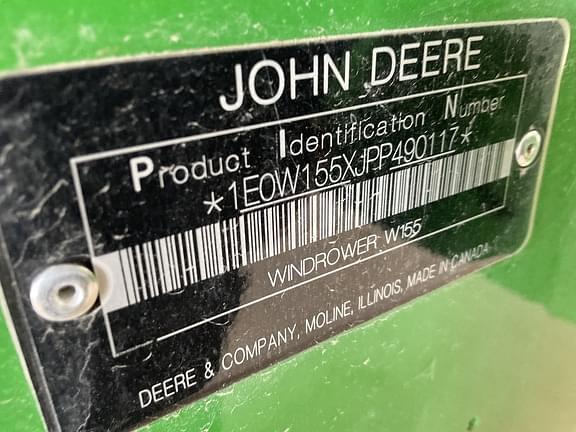 JOHN DEERE
Product Identification Number
*1E0W155XJPP490117*
WINDROWER W155
DEERE & COMPANY, MOLINE, ILLINOIS, MADE IN CANADA